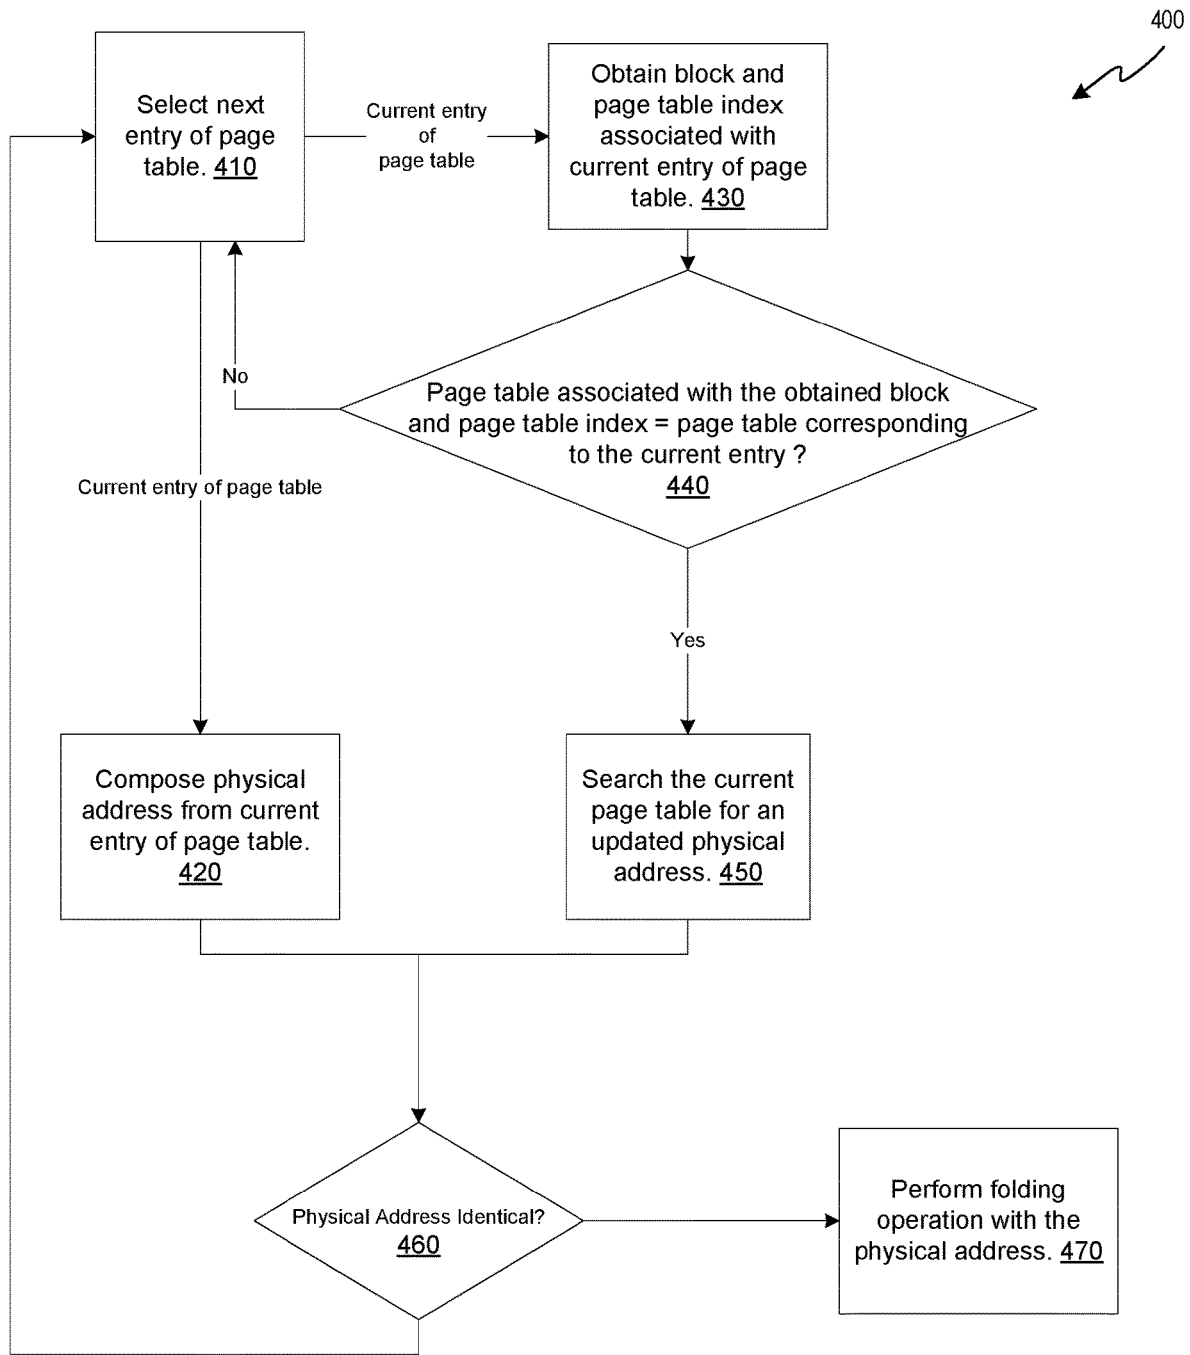 400
Select next
entry of page
table. 410
Current entry
of
page table
Obtain block and
page table index
associated with
current entry of page
table. 430
No
Page table associated with the obtained block
and page table index = page table corresponding
to the current entry ?
440
Current entry of page table
Yes
Compose physical
address from current
entry of page table.
420
Search the current
page table for an
updated physical
address. 450
Physical Address Identical?
460
Perform folding
operation with the
physical address. 470